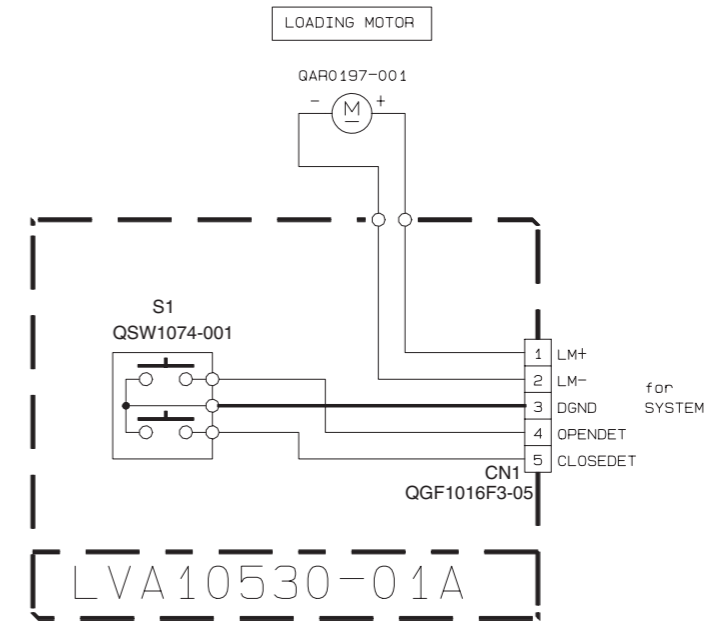 LOADING MOTOR
QAR0197-001
- M +
S1
QSW1074-001
1 LM+
2 LM-
3 DGND
4 OPENDET
5 CLOSEDET
for
SYSTEM
CN1
QGF1016F3-05
LVA10530-01A